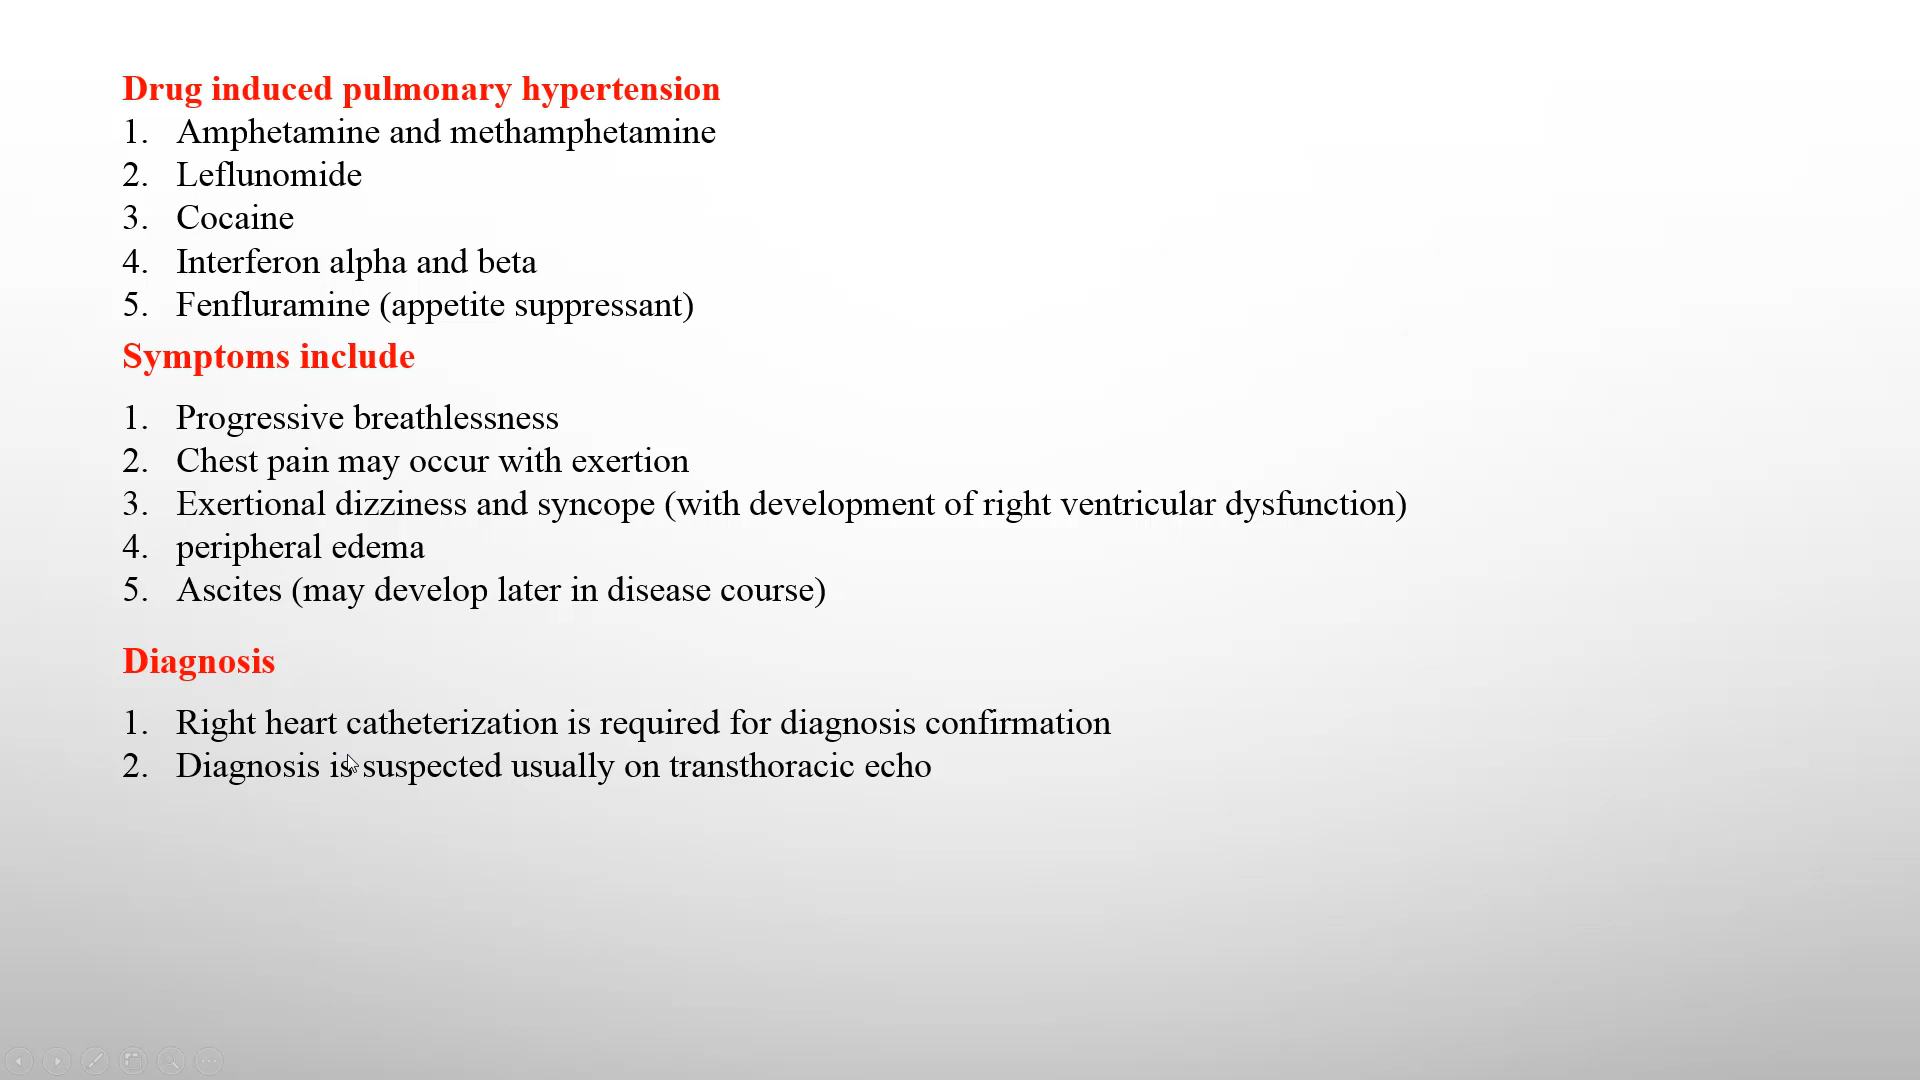 Drug induced pulmonary hypertension
1. Amphetamine and methamphetamine
2. Leflunomide
3. Cocaine
4. Interferon alpha and beta
5. Fenfluramine (appetite suppressant)
Symptoms include
1. Progressive breathlessness
2. Chest pain may occur with exertion
3. Exertional dizziness and syncope (with development of right ventricular dysfunction)
4. peripheral edema
5. Ascites (may develop later in disease course)
Diagnosis
1. Right heart catheterization is required for diagnosis confirmation
2. Diagnosis is suspected usually on transthoracic echo